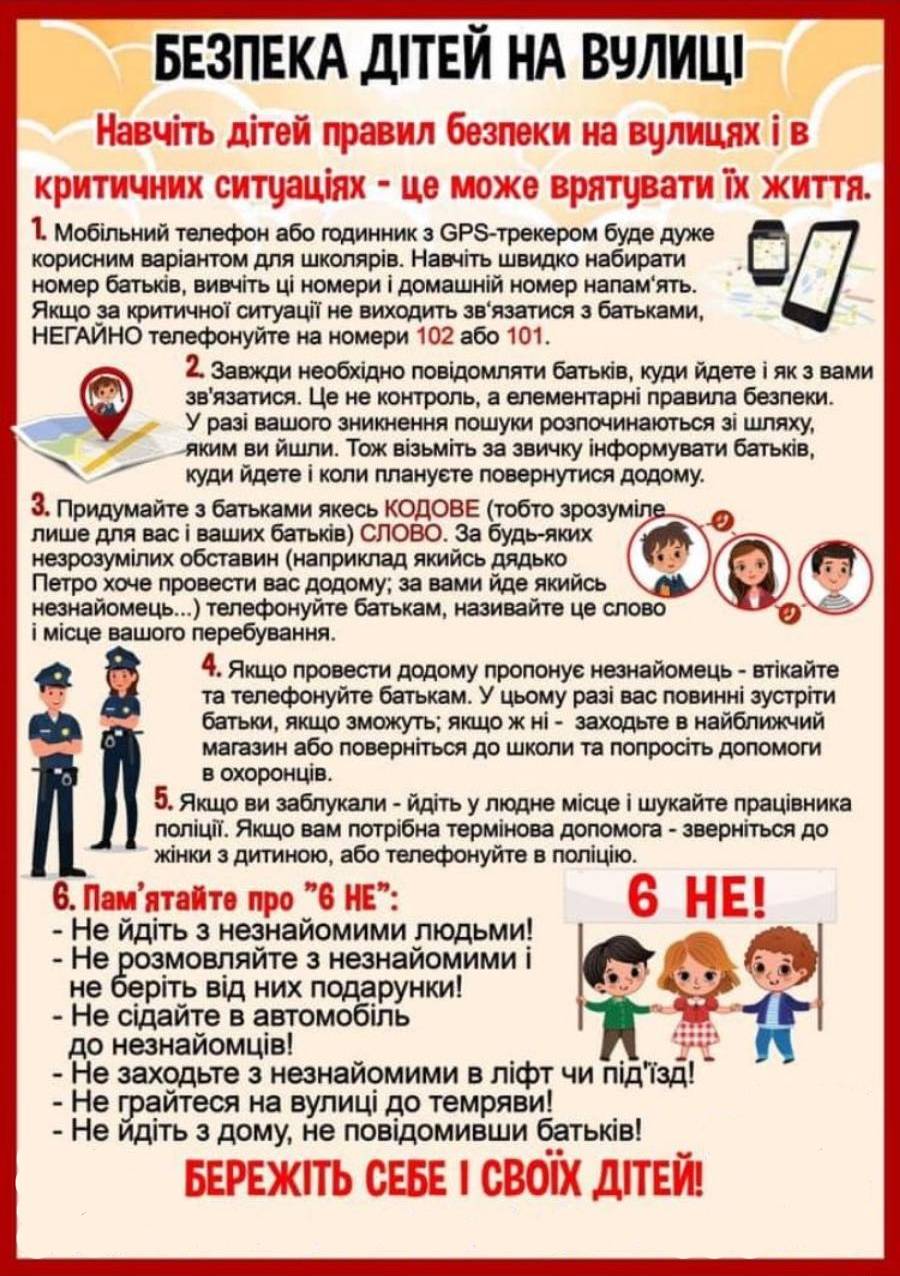 БЕЗПЕКА ДІТЕЙ НА ВУЛИЦІ
Навчіть дітей правил безпеки на вулицях і в
критичних ситуаціях - це може врятувати їх життя.
1. Мобільний телефон або годинник з GPS-трекером буде дуже
корисним варіантом для школярів. Навчіть швидко набирати
номер батьків, вивчіть ці номери і домашній номер напам'ять.
Якщо за критичної ситуації не виходить зв'язатися з батьками,
НЕГАЙНО телефонуйте на номери 102 або 101.
2. Завжди необхідно повідомляти батьків, куди йдете і як з вами
зв'язатися. Це не контроль, а елементарні правила безпеки.
У разі вашого зникнення пошуки розпочинаються зі шляху,
яким ви йшли. Тож візьміть за звичку інформувати батьків,
куди йдете і коли плануєте повернутися додому.
3. Придумайте з батьками якесь КОДОВЕ (тобто зрозуміле
лише для вас і ваших батьків) СЛОВО. За будь-яких
незрозумілих обставин (наприклад якийсь дядько
Петро хоче провести вас додому; за вами йде якийсь
незнайомець...) телефонуйте батькам, називайте це слово
і місце вашого перебування.
4. Якщо провести додому пропонує незнайомець - втікайте
та телефонуйте батькам. У цьому разі вас повинні зустріти
батьки, якщо зможуть; якщо ж ні - заходьте в найближчий
магазин або поверніться до школи та попросіть допомоги
в охоронців.
5. Якщо ви заблукали - йдіть у людне місце і шукайте працівника
поліції. Якщо вам потрібна термінова допомога - зверніться до
жінки з дитиною, або телефонуйте в поліцію.
6. Пам'ятайте про "6 НЕ":
6 НЕ!
- Не йдіть з незнайомими людьми!
- Не розмовляйте з незнайомими і
не беріть від них подарунки!
- Не сідайте в автомобіль
до незнайомців!
- Не заходьте з незнайомими в ліфт чи під'їзд!
- Не грайтеся на вулиці до темряви!
- Не йдіть з дому, не повідомивши батьків!
БЕРЕЖІТЬ СЕБЕ І СВОЇХ ДІТЕЙ!